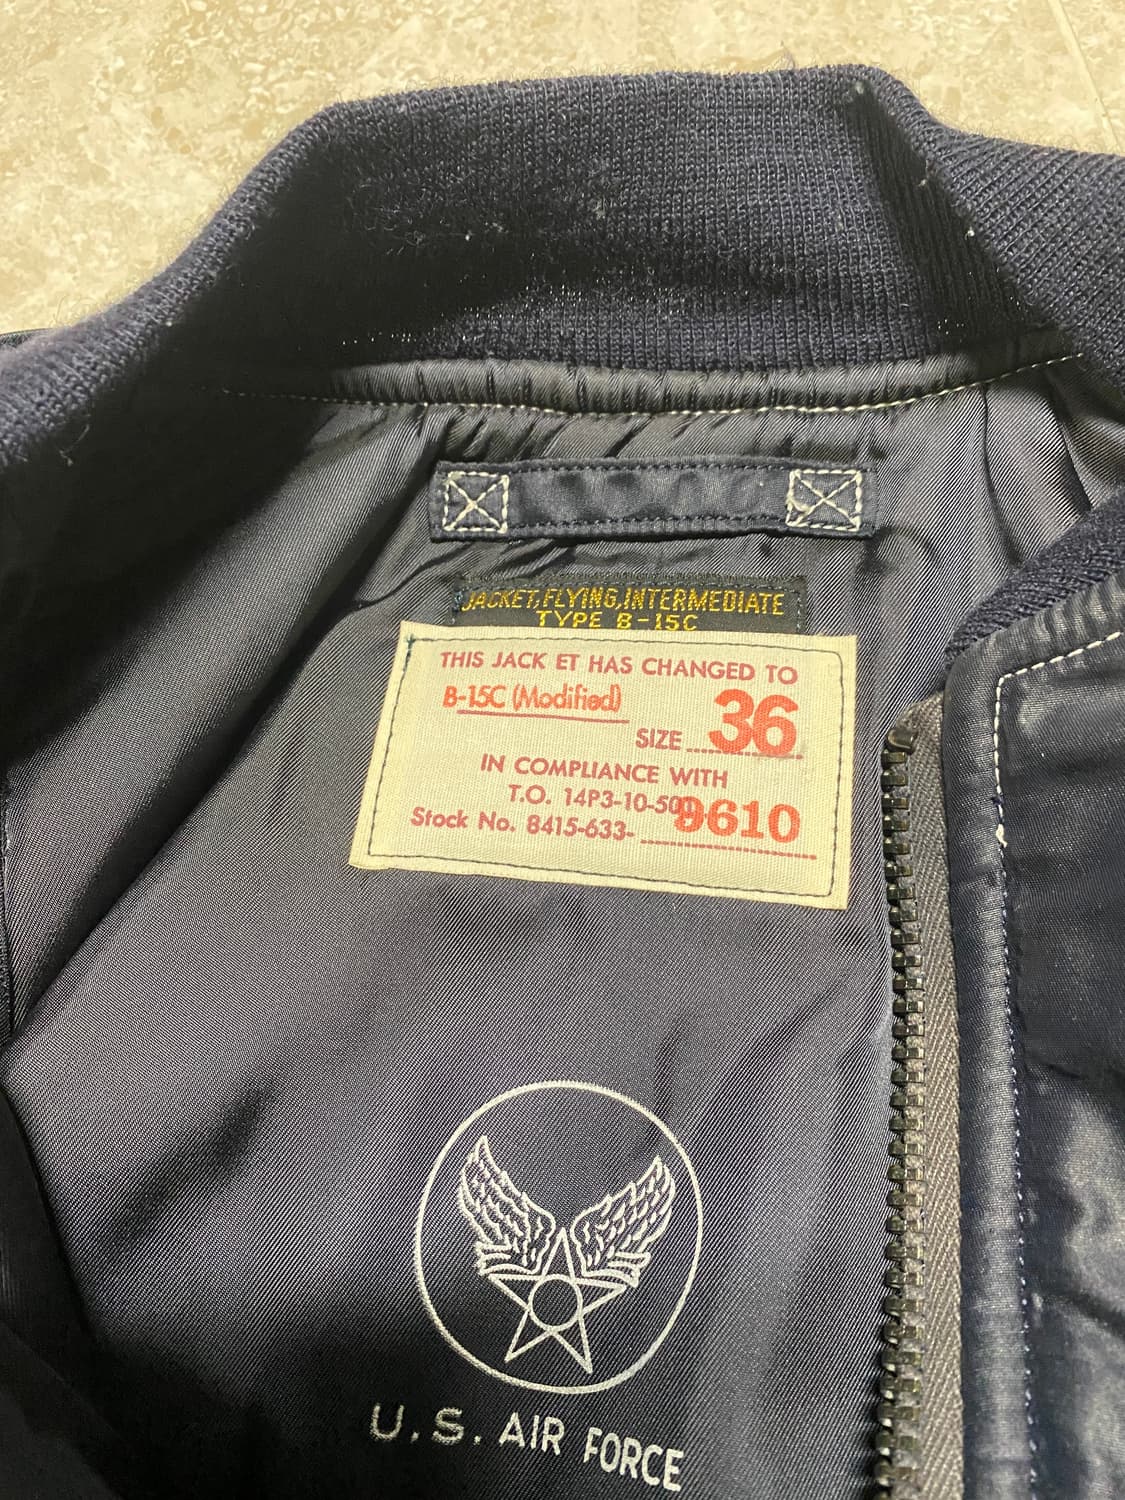 JACKET, FLYING, INTERMEDIATE
TYPE B-15C
THIS JACK ET HAS CHANGED TO
B-15C (Modified)
SIZE 36
IN COMPLIANCE WITH
T.O. 14P3-10-501
Stock No. 8415-633- 9610
U.S. AIR FORCE